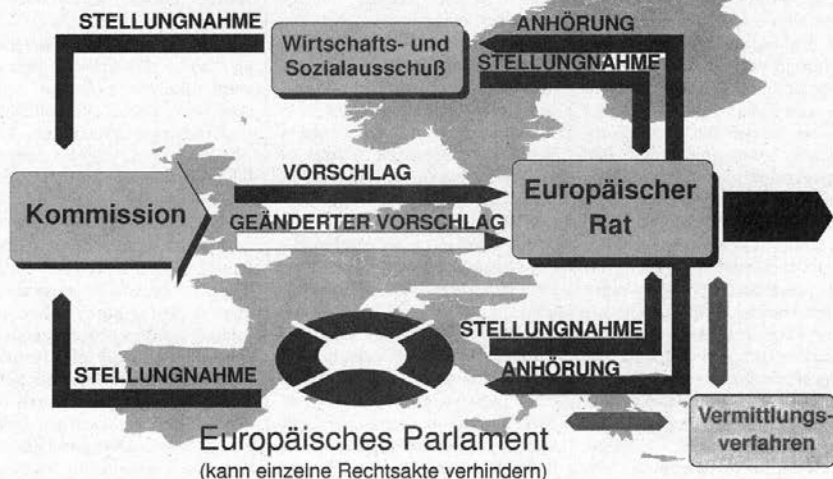 STELLUNGNAHME
Wirtschafts- und
Sozialausschuß
ANHÖRUNG
STELLUNGNAHME
Kommission
VORSCHLAG
GEÄNDERTER VORSCHLAG
Europäischer
Rat
STELLUNGNAHME
STELLUNGNAHME
ANHÖRUNG
Europäisches Parlament
(kann einzelne Rechtsakte verhindern)
Vermittlungs-
verfahren